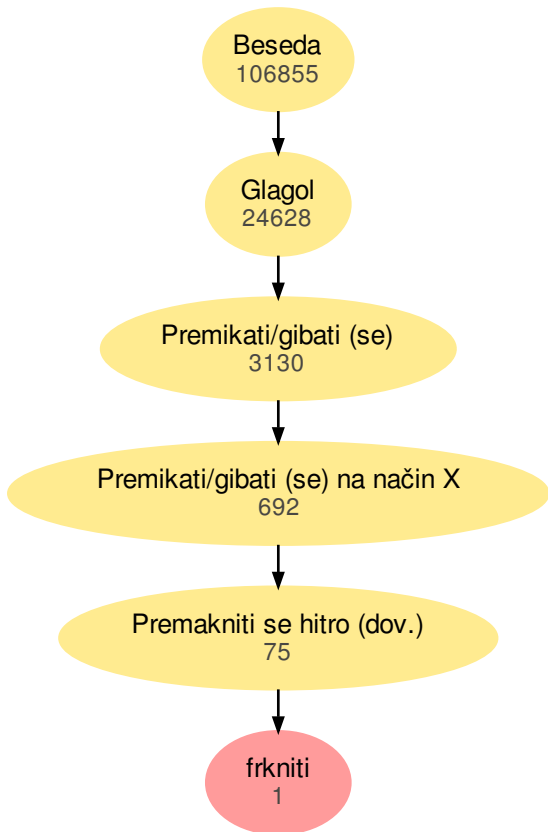 Beseda
106855
Glagol
24628
Premikati/gibati (se)
3130
Premikati/gibati (se) na način X
692
Premakniti se hitro (dov.)
75
frkniti
1